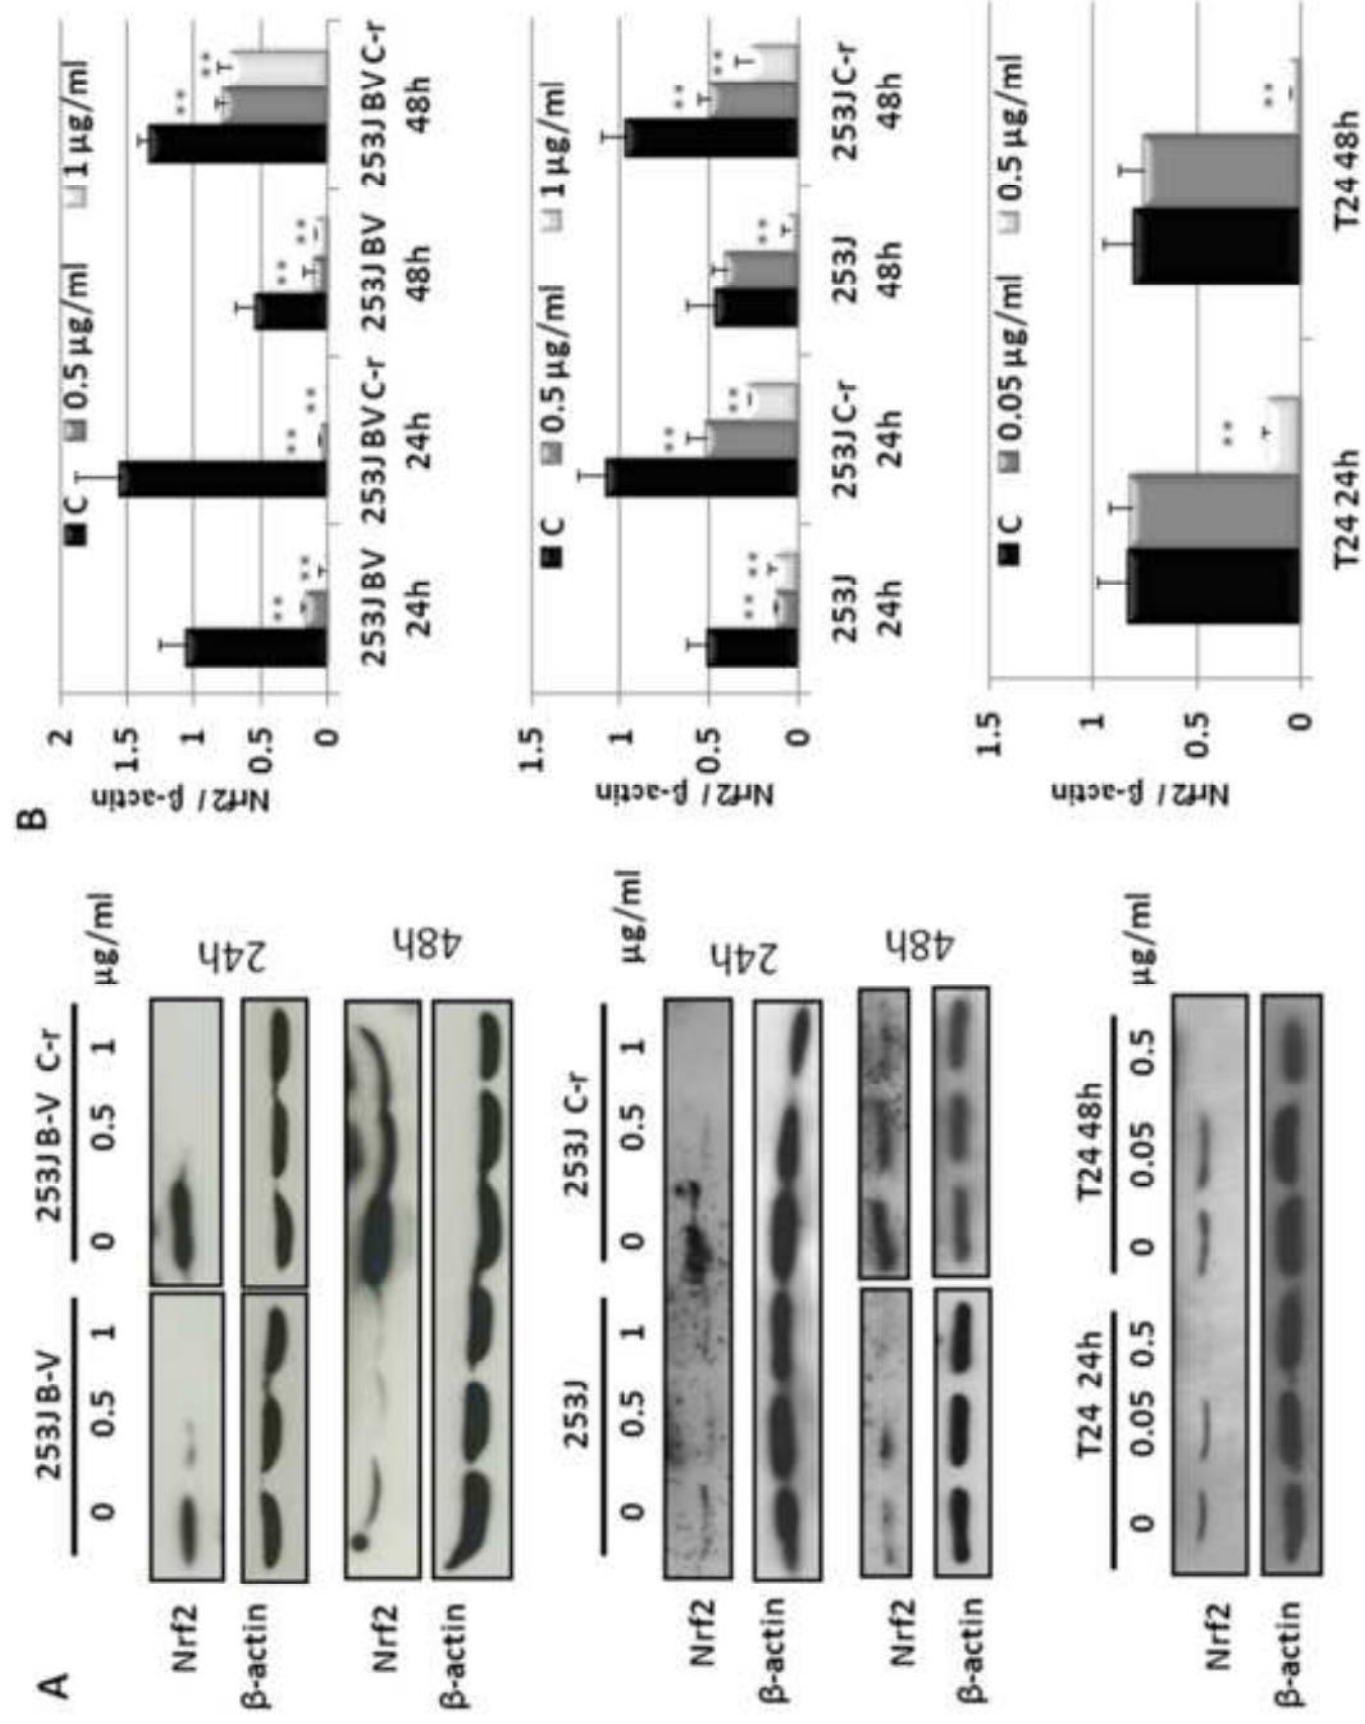 A
253J B-V 253J B-V C-r
0 0.5 1 0 0.5 1 µg/ml
Nrf2
β-actin
24h
Nrf2
β-actin
48h
253J 253J C-r
0 0.5 1 0 0.5 1 µg/ml
Nrf2
β-actin
24h
Nrf2
β-actin
48h
T24 24h T24 48h
0 0.05 0.5 0 0.05 0.5 µg/ml
Nrf2
β-actin
B
C 0.5 µg/ml 1 µg/ml
Nrf2 / β-actin
2
1.5
1
0.5
0
** ** ** ** ** ** ** **
253J BV 253J BV C-r 253J BV 253J BV C-r
24h 24h 48h 48h
C 0.5 µg/ml 1 µg/ml
Nrf2 / β-actin
1.5
1
0.5
0
** ** ** ** ** ** **
253J 253J C-r 253J 253J C-r
24h 24h 48h 48h
C 0.05 µg/ml 0.5 µg/ml
Nrf2 / β-actin
1.5
1
0.5
0
** **
T24 24h T24 48h